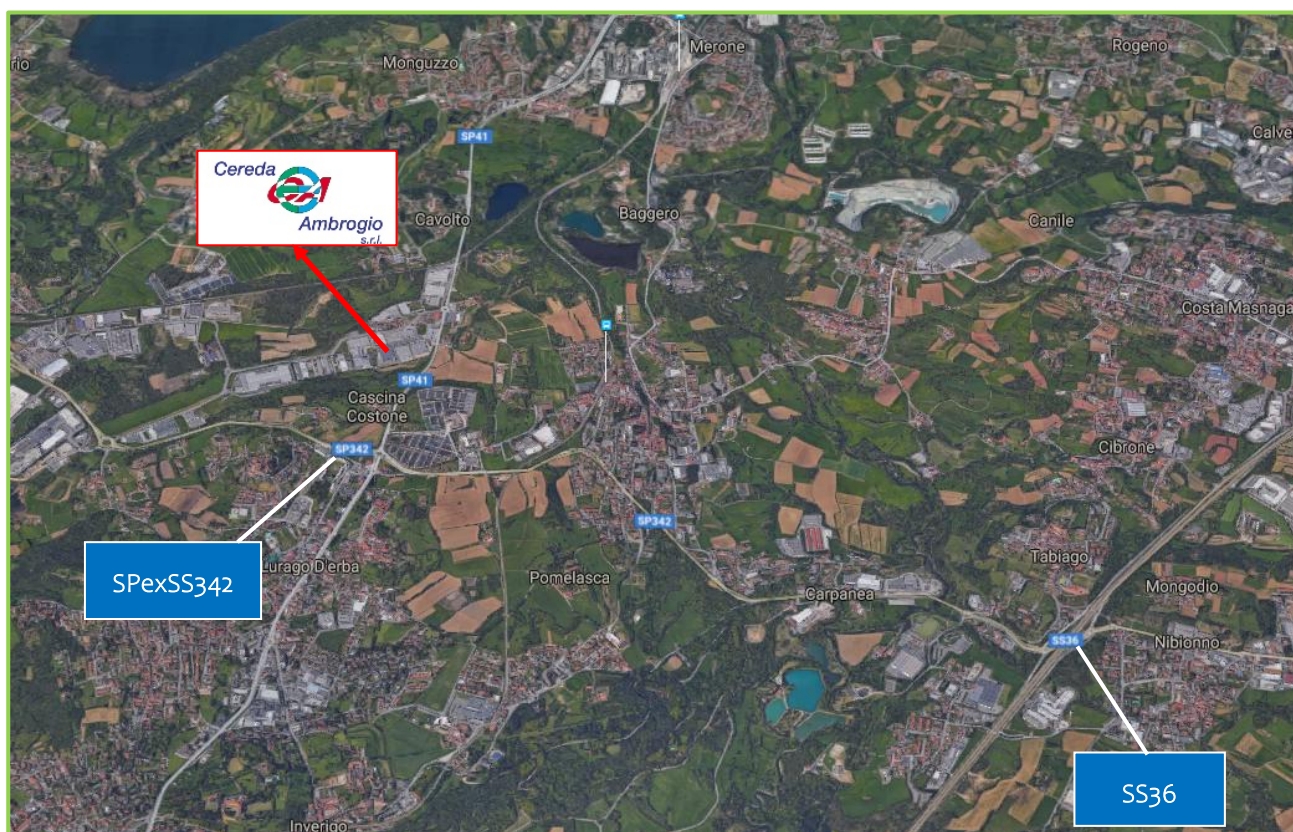 rio
Monguzzo
Merone
Rogeno
SP41
Calve
Cereda
Ambrogio
s.r.l.
Cavolto
Baggero
Canile
Costa Masnaga
SP41
Cascina
Costone
SP342
Cibrone
SP342
SPexSS342
Lurago D'erba
Pomelasca
Tabiago
Carpanea
Mongodio
SS36
Nibionno
SS36
Inverigo